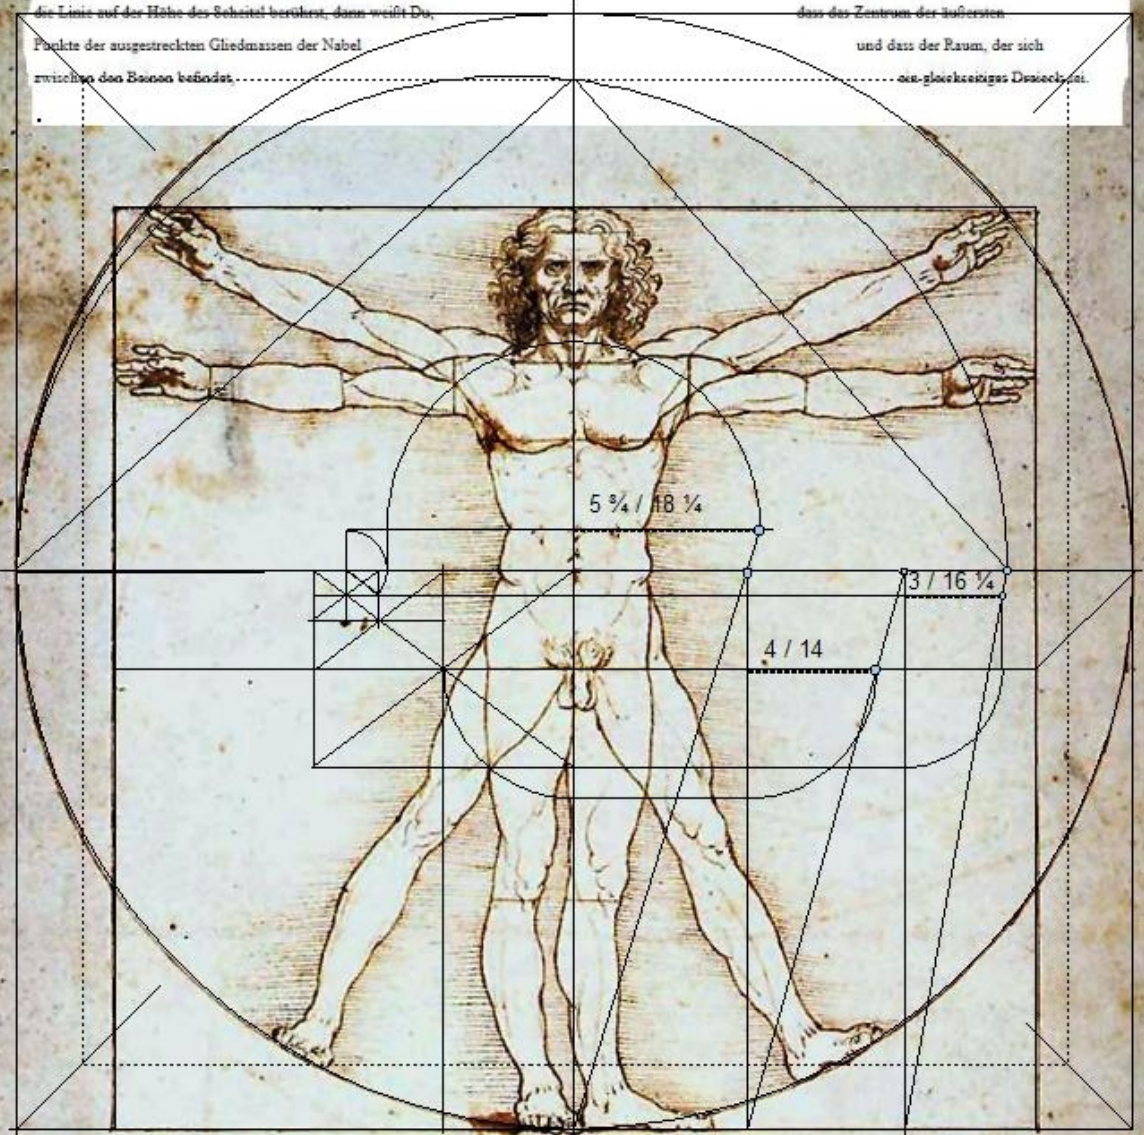 die Linie auf der Höhe des Scheitel berührst, dann weißt Du, dass das Zentrum der äußersten
Punkte der ausgestreckten Gliedmassen der Nabel und dass der Raum, der sich
zwischen den Beinen befindet, ein gleichseitiges Dreieck sei.
5 ¾ / 18 ¼
3 / 16 ¼
4 / 14